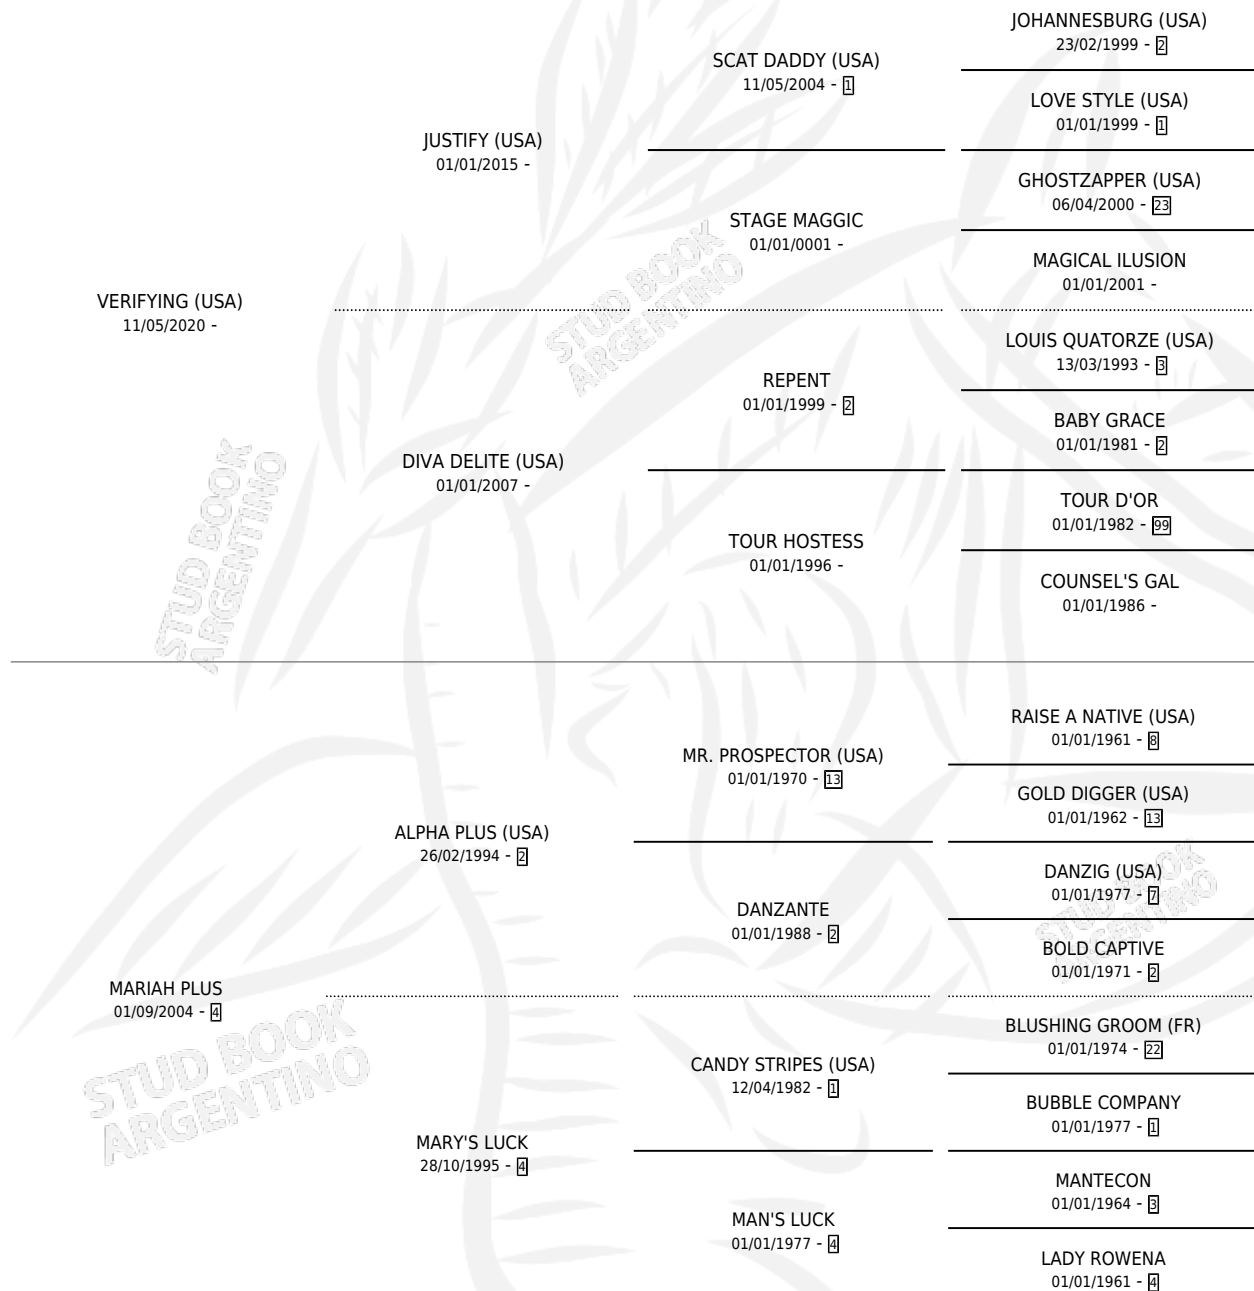 JOHANNESBURG (USA)
23/02/1999 - 2
SCAT DADDY (USA)
11/05/2004 - 1
LOVE STYLE (USA)
01/01/1999 - 1
JUSTIFY (USA)
01/01/2015 -
GHOSTZAPPER (USA)
06/04/2000 - 23
STAGE MAGGIC
01/01/0001 -
MAGICAL ILUSION
01/01/2001 -
VERIFYING (USA)
11/05/2020 -
STUD BOOK
ARGENTINO
LOUIS QUATORZE (USA)
13/03/1993 - 3
REPENT
01/01/1999 - 2
BABY GRACE
01/01/1981 - 2
DIVA DELITE (USA)
01/01/2007 -
STUD BOOK
ARGENTINO
TOUR D'OR
01/01/1982 - 99
TOUR HOSTESS
01/01/1996 -
COUNSEL'S GAL
01/01/1986 -
RAISE A NATIVE (USA)
01/01/1961 - 8
MR. PROSPECTOR (USA)
01/01/1970 - 13
GOLD DIGGER (USA)
01/01/1962 - 13
ALPHA PLUS (USA)
26/02/1994 - 2
DANZIG (USA)
01/01/1977 - 7
STUD BOOK
ARGENTINO
DANZANTE
01/01/1988 - 2
BOLD CAPTIVE
01/01/1971 - 2
MARIAH PLUS
01/09/2004 - 4
STUD BOOK
ARGENTINO
BLUSHING GROOM (FR)
01/01/1974 - 22
CANDY STRIPES (USA)
12/04/1982 - 1
BUBBLE COMPANY
01/01/1977 - 1
MARY'S LUCK
28/10/1995 - 4
MANTECON
01/01/1964 - 3
MAN'S LUCK
01/01/1977 - 4
LADY ROWENA
01/01/1961 - 4